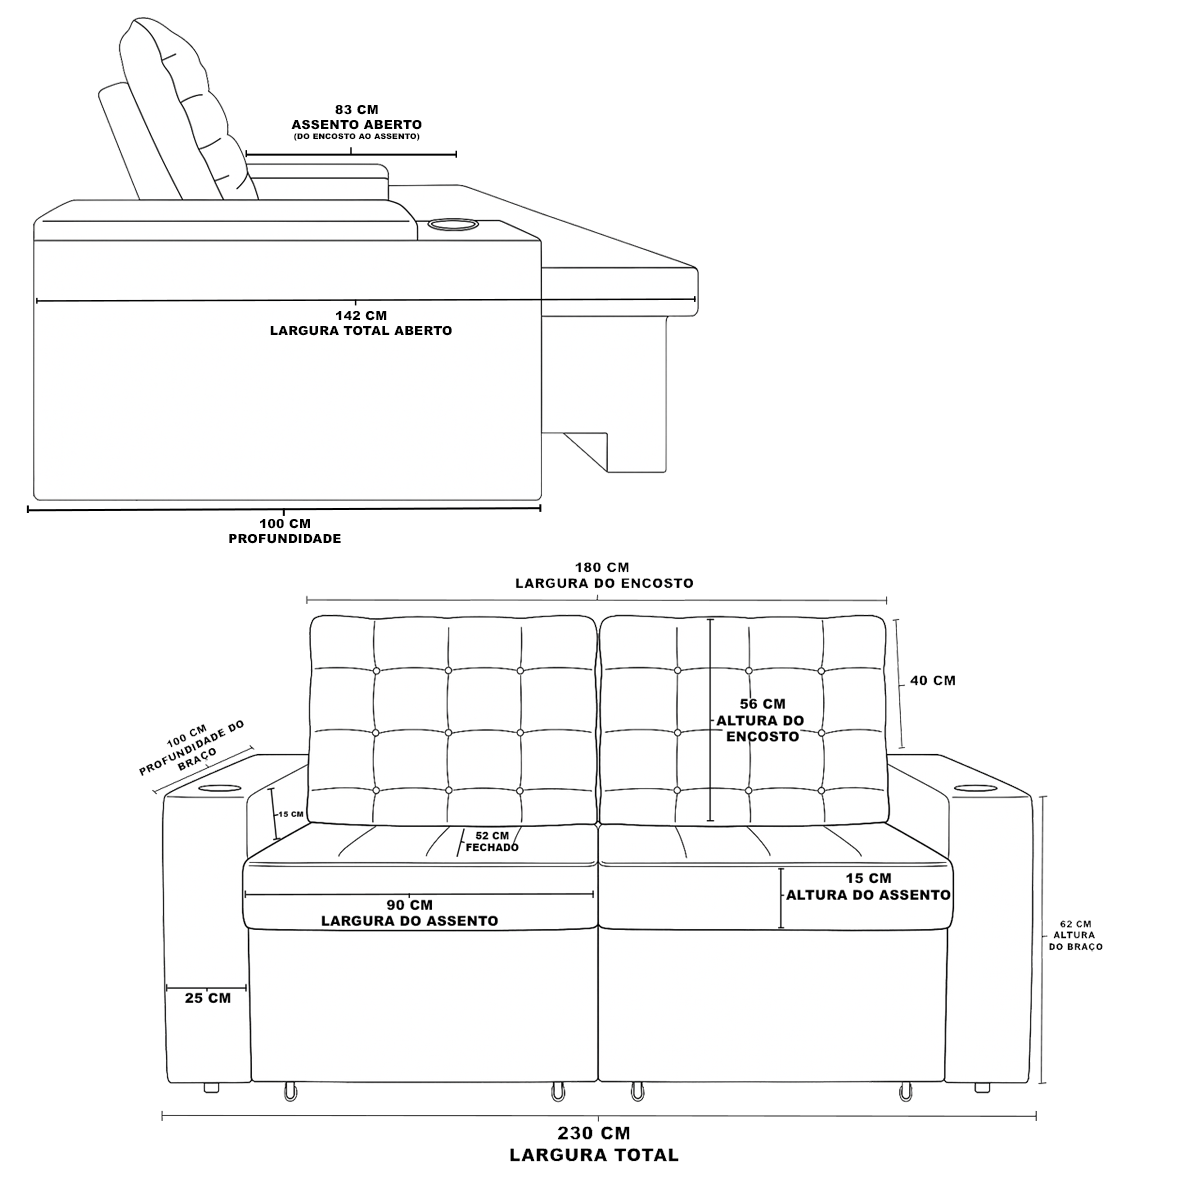 83 CM
ASSENTO ABERTO
(DO ENCOSTO AO ASSENTO)
142 CM
LARGURA TOTAL ABERTO
100 CM
PROFUNDIDADE
180 CM
LARGURA DO ENCOSTO
40 CM
56 CM
ALTURA DO
ENCOSTO
100 CM
PROFUNDIDADE DO
BRAÇO
15 CM
52 CM
FECHADO
15 CM
ALTURA DO ASSENTO
90 CM
LARGURA DO ASSENTO
62 CM
ALTURA
DO BRAÇO
25 CM
230 CM
LARGURA TOTAL